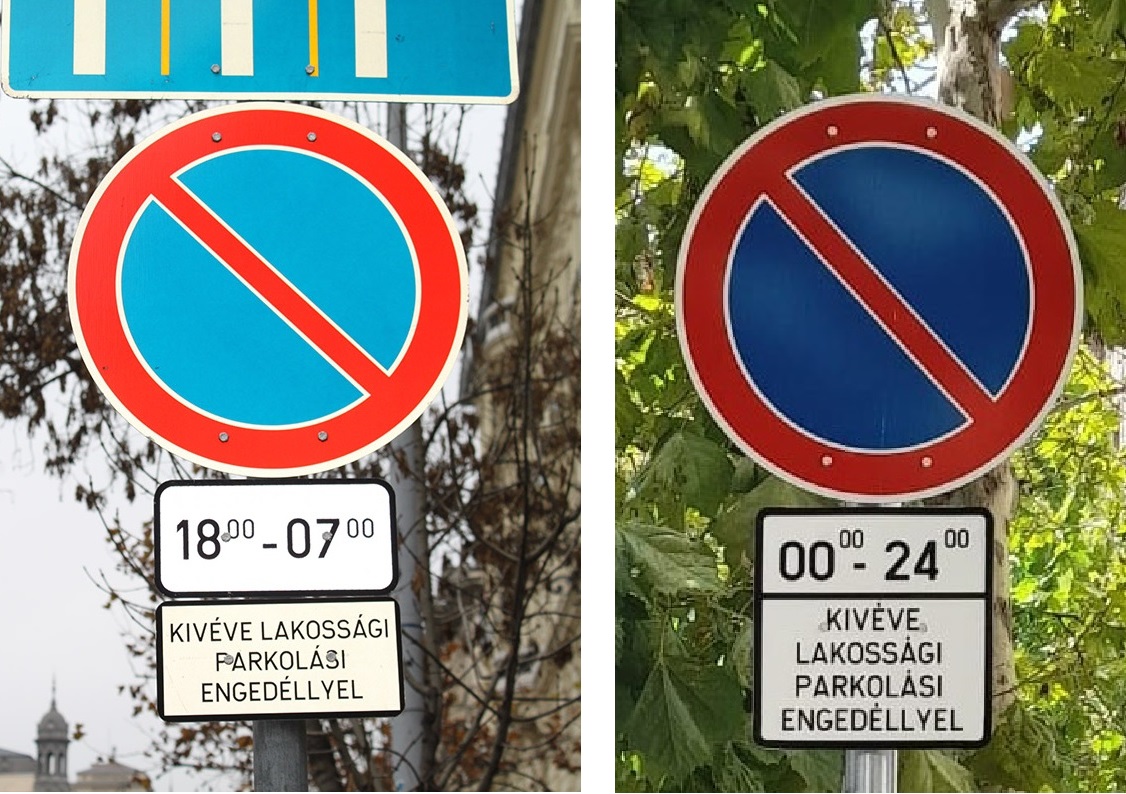 18⁰⁰ - 07⁰⁰
KIVÉVE LAKOSSÁGI
PARKOLÁSI
ENGEDÉLLYEL
00⁰⁰ - 24⁰⁰
KIVÉVE
LAKOSSÁGI
PARKOLÁSI
ENGEDÉLLYEL